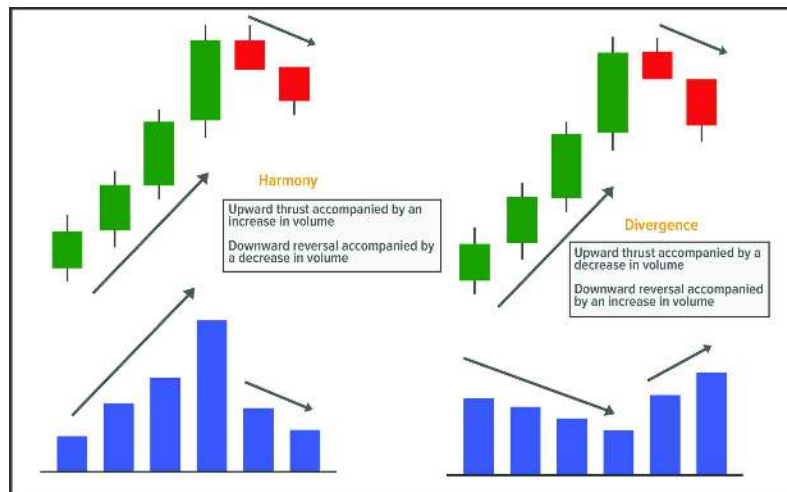 Harmony
Upward thrust accompanied by an
increase in volume
Downward reversal accompanied by
a decrease in volume
Divergence
Upward thrust accompanied by a
decrease in volume
Downward reversal accompanied
by an increase in volume